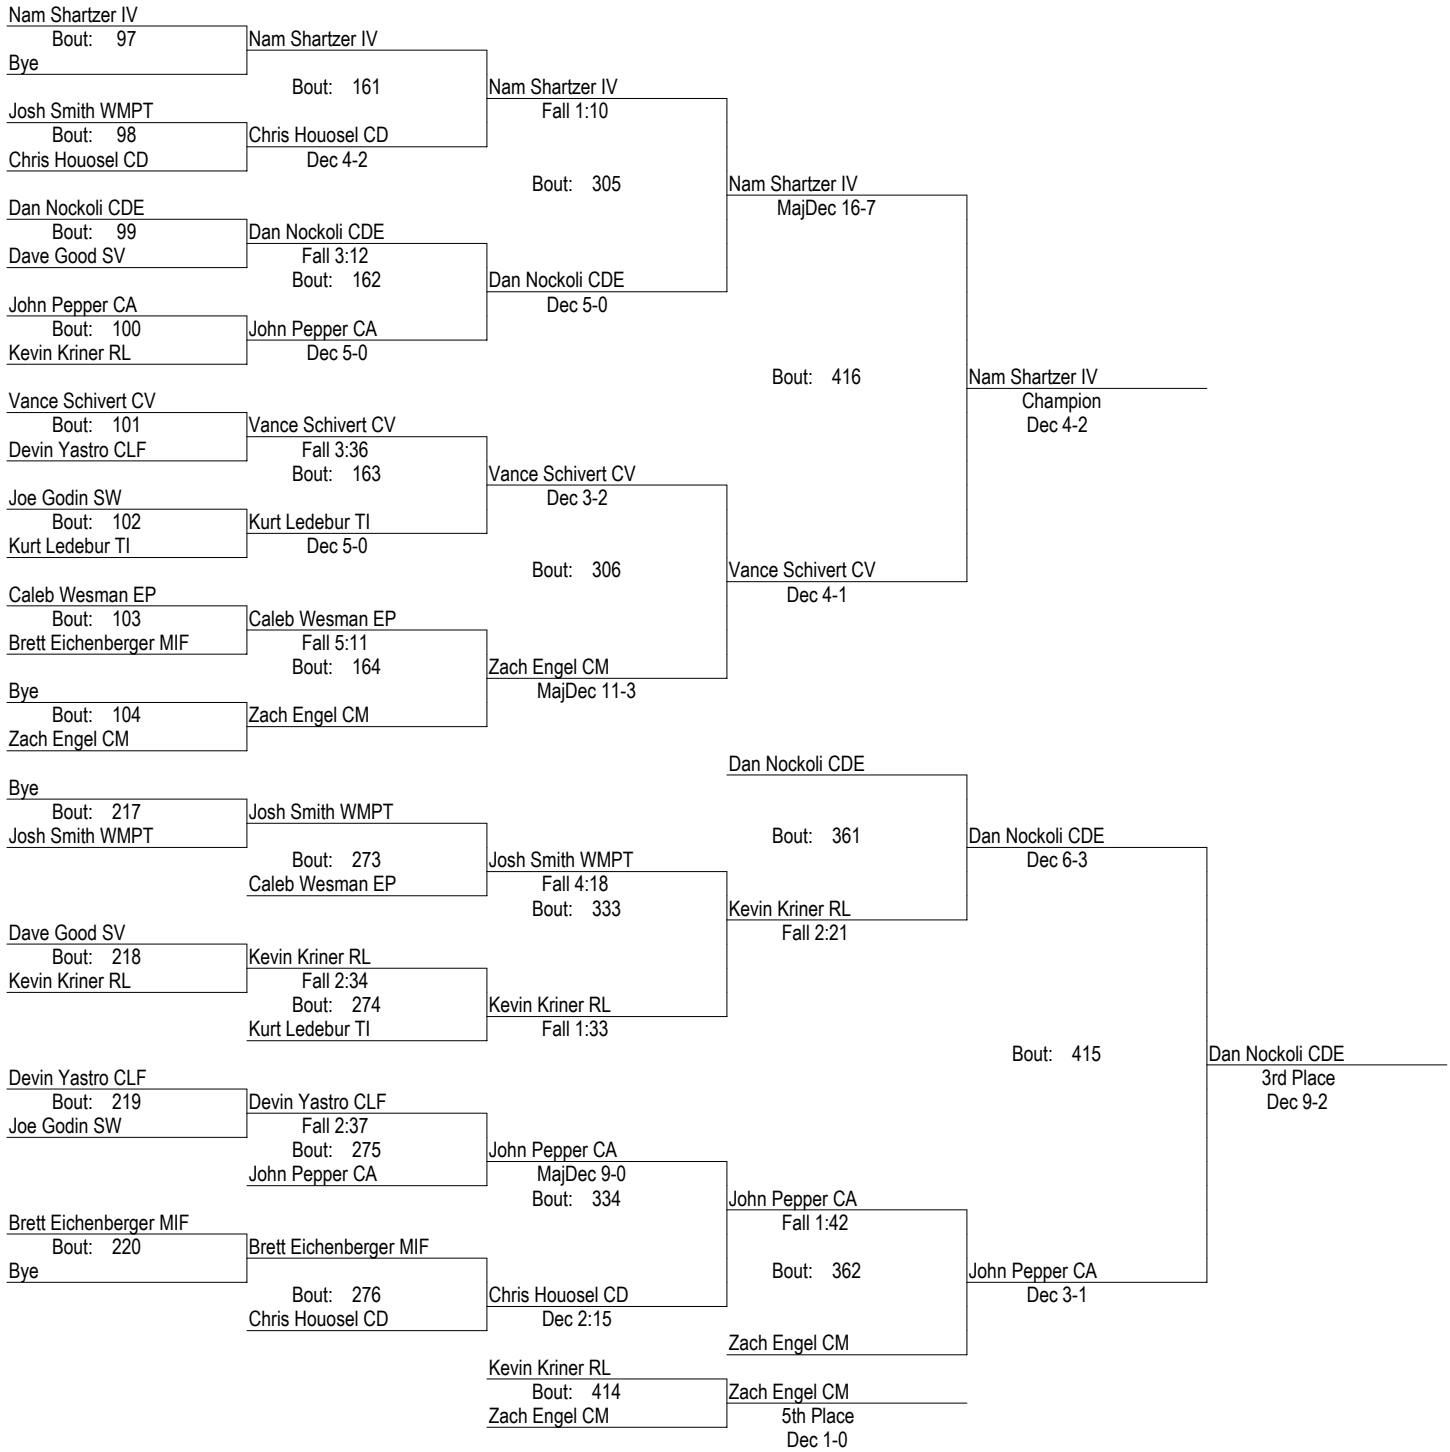 Nam Shartzer IV
Bout: 97
Nam Shartzer IV
Bye
Bout: 161
Nam Shartzer IV
Josh Smith WMPT
Fall 1:10
Bout: 98
Chris Houosel CD
Chris Houosel CD
Dec 4-2
Bout: 305
Nam Shartzer IV
Dan Nockoli CDE
MajDec 16-7
Bout: 99
Dan Nockoli CDE
Dave Good SV
Fall 3:12
Bout: 162
Dan Nockoli CDE
John Pepper CA
Dec 5-0
Bout: 100
John Pepper CA
Kevin Kriner RL
Dec 5-0
Bout: 416
Nam Shartzer IV
Vance Schivert CV
Champion
Bout: 101
Vance Schivert CV
Dec 4-2
Devin Yastro CLF
Fall 3:36
Bout: 163
Vance Schivert CV
Joe Godin SW
Dec 3-2
Bout: 102
Kurt Ledebur TI
Kurt Ledebur TI
Dec 5-0
Bout: 306
Vance Schivert CV
Caleb Wesman EP
Dec 4-1
Bout: 103
Caleb Wesman EP
Brett Eichenberger MIF
Fall 5:11
Bout: 164
Zach Engel CM
Bye
MajDec 11-3
Bout: 104
Zach Engel CM
Zach Engel CM
Dan Nockoli CDE
Bye
Bout: 217
Josh Smith WMPT
Josh Smith WMPT
Bout: 361
Dan Nockoli CDE
Bout: 273
Josh Smith WMPT
Dec 6-3
Caleb Wesman EP
Fall 4:18
Bout: 333
Kevin Kriner RL
Dave Good SV
Fall 2:21
Bout: 218
Kevin Kriner RL
Kevin Kriner RL
Fall 2:34
Bout: 274
Kevin Kriner RL
Kurt Ledebur TI
Fall 1:33
Bout: 415
Dan Nockoli CDE
Devin Yastro CLF
3rd Place
Bout: 219
Devin Yastro CLF
Dec 9-2
Joe Godin SW
Fall 2:37
Bout: 275
John Pepper CA
John Pepper CA
MajDec 9-0
Bout: 334
John Pepper CA
Brett Eichenberger MIF
Fall 1:42
Bout: 220
Brett Eichenberger MIF
Bye
Bout: 362
John Pepper CA
Bout: 276
Chris Houosel CD
Dec 3-1
Chris Houosel CD
Dec 2:15
Zach Engel CM
Kevin Kriner RL
Bout: 414
Zach Engel CM
Zach Engel CM
5th Place
Dec 1-0